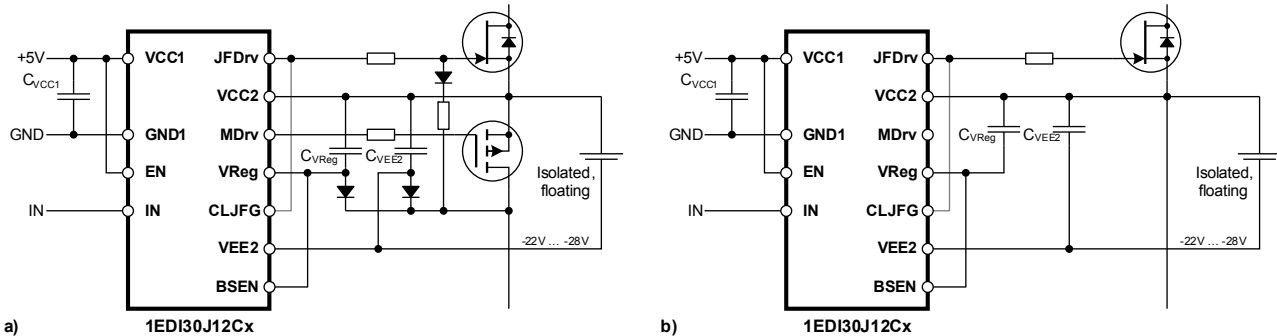 +5V
VCC1
JFDrv
CVCC1
VCC2
GND
GND1
MDrv
CVReg
CVEE2
EN
VReg
Isolated,
floating
IN
IN
CLJFG
VEE2
-22V ... -28V
BSEN
a)
1EDI30J12Cx
+5V
VCC1
JFDrv
CVCC1
VCC2
GND
GND1
MDrv
CVReg
CVEE2
EN
VReg
Isolated,
floating
IN
IN
CLJFG
VEE2
-22V ... -28V
BSEN
b)
1EDI30J12Cx